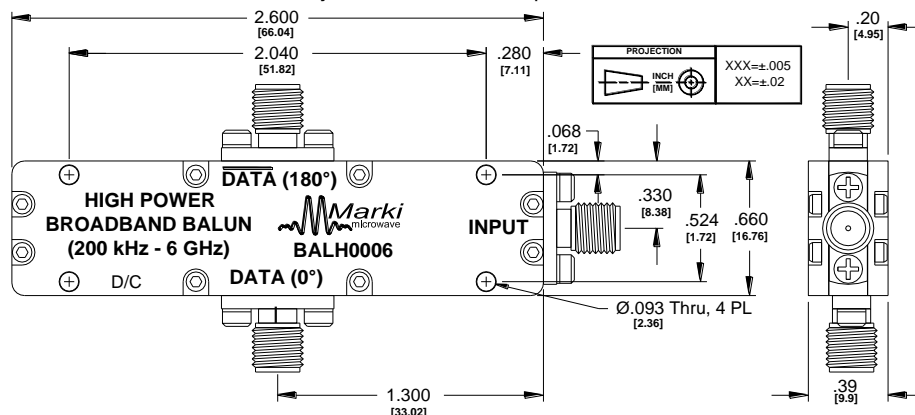 2.600
[66.04]
2.040
[51.82]
.280
[7.11]
PROJECTION
INCH
[MM]
XXX=±.005
XX=±.02
.20
[4.95]
.068
[1.72]
.330
[8.38]
.524
[1.72]
.660
[16.76]
DATA (180°)
HIGH POWER
BROADBAND BALUN
(200 kHz - 6 GHz)
Marki
microwave
BALH0006
INPUT
D/C
DATA (0°)
Ø.093 Thru, 4 PL
[2.36]
1.300
[33.02]
.39
[9.9]